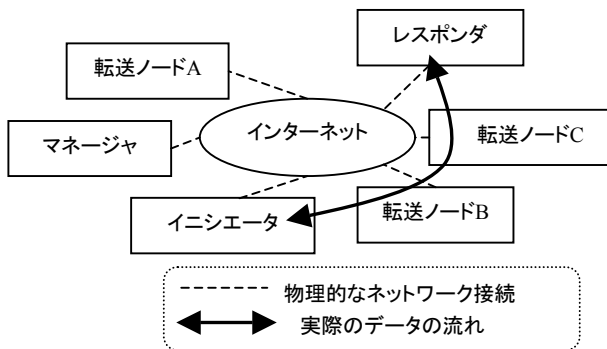 レスポンダ
転送ノードA
インターネット
マネージャ
転送ノードC
イニシエータ
転送ノードB
物理的なネットワーク接続
実際のデータの流れ